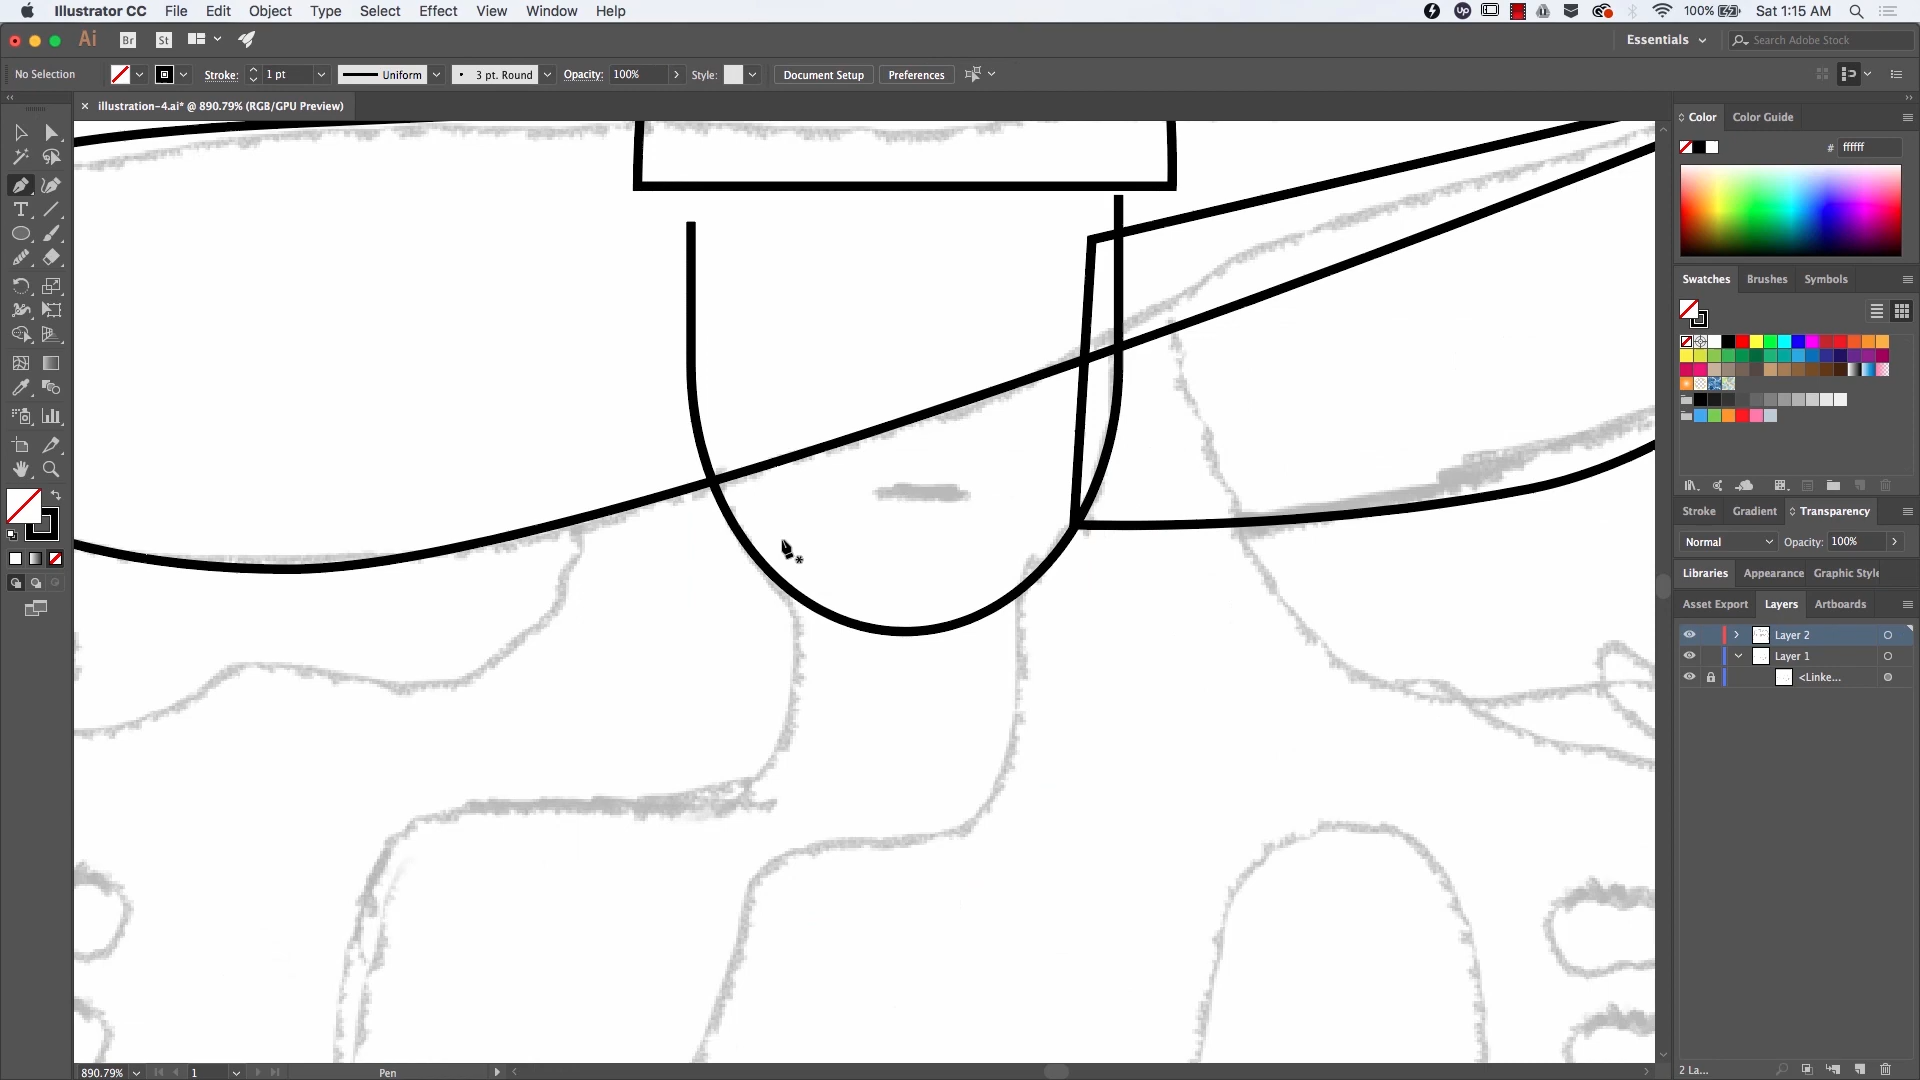 Illustrator CC File Edit Object Type Select Effect View Window Help
100% Sat 1:15 AM
Ai Br St Essentials Search Adobe Stock
No Selection Stroke: 1 pt Uniform 3 pt. Round Opacity: 100% Style: Document Setup Preferences
illustration-4.ai* @ 890.79% (RGB/GPU Preview)
Color Color Guide
# ffffff
Swatches Brushes Symbols
Stroke Gradient Transparency
Normal Opacity: 100%
Libraries Appearance Graphic Style
Asset Export Layers Artboards
Layer 2
Layer 1
<Linke...
890.79% 1 Pen 2 La...